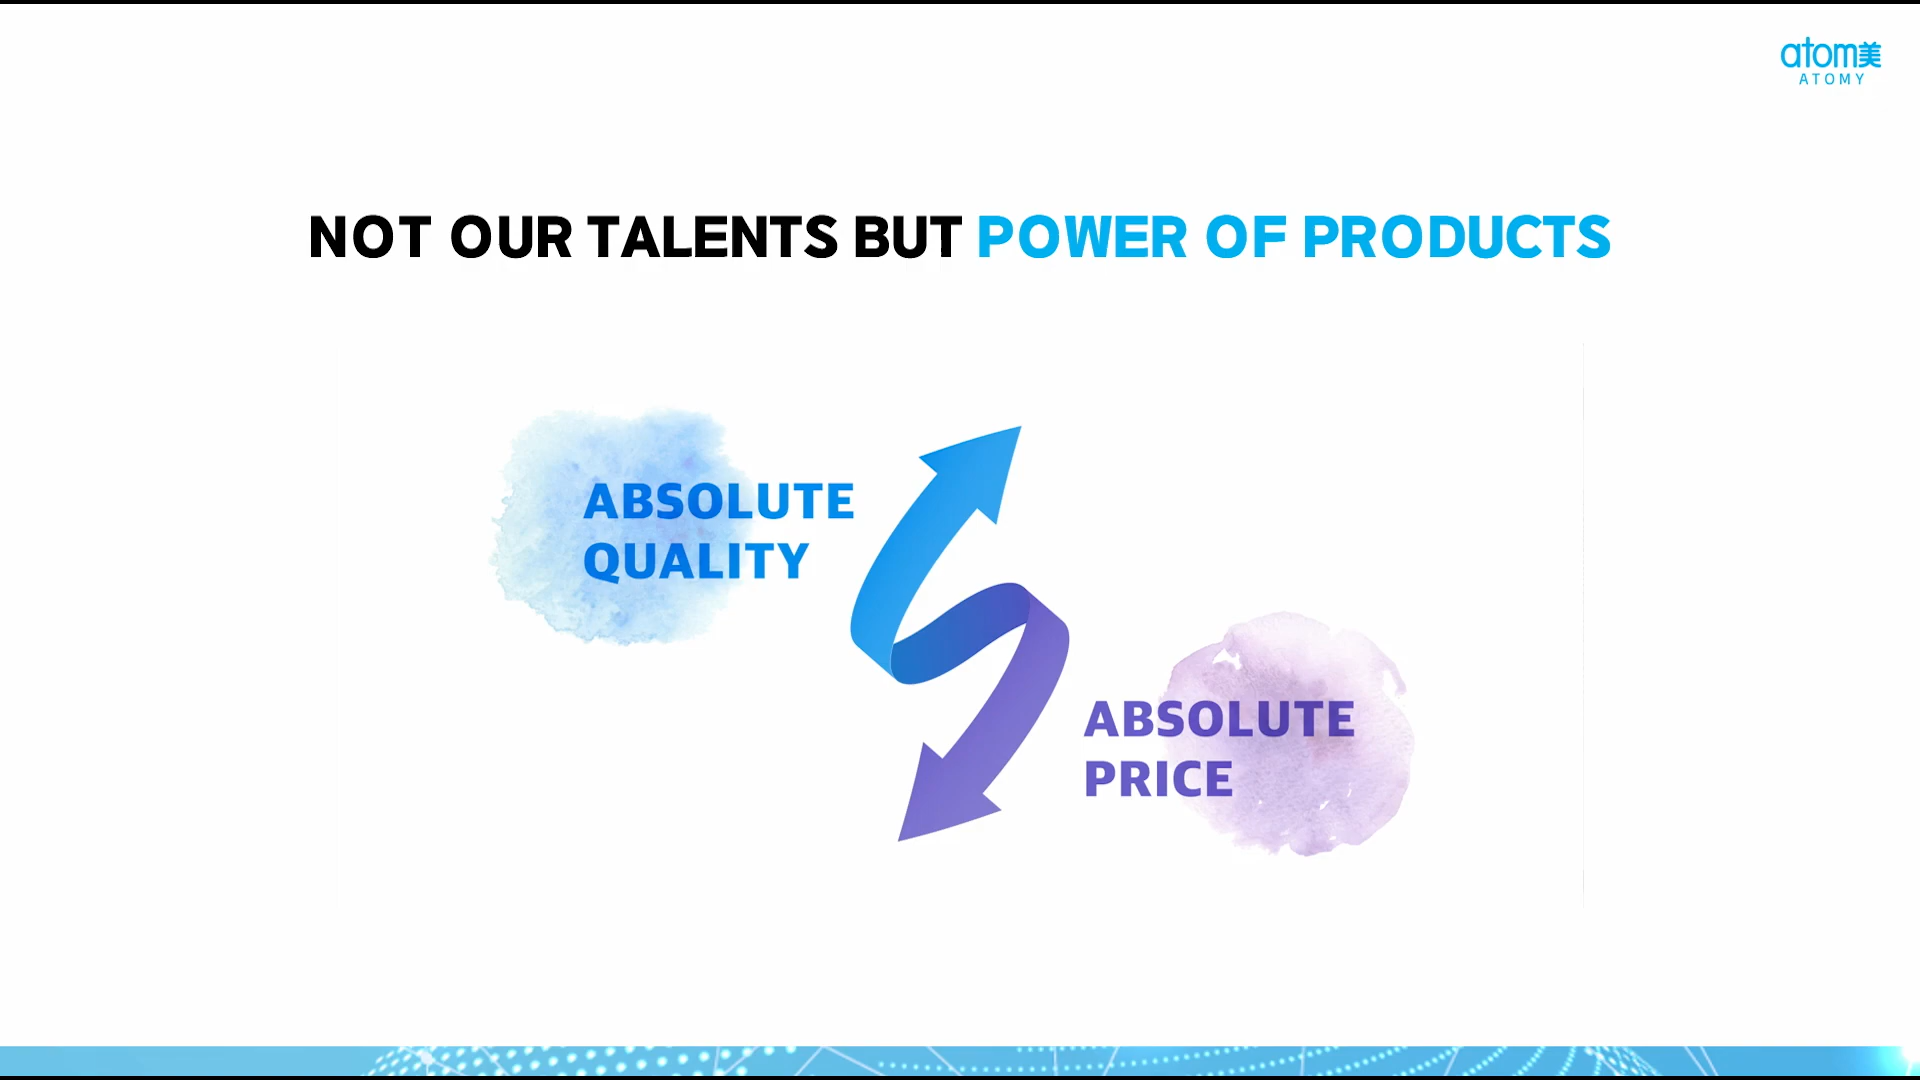 atom美
ATOMY
NOT OUR TALENTS BUT POWER OF PRODUCTS
ABSOLUTE
QUALITY
ABSOLUTE
PRICE